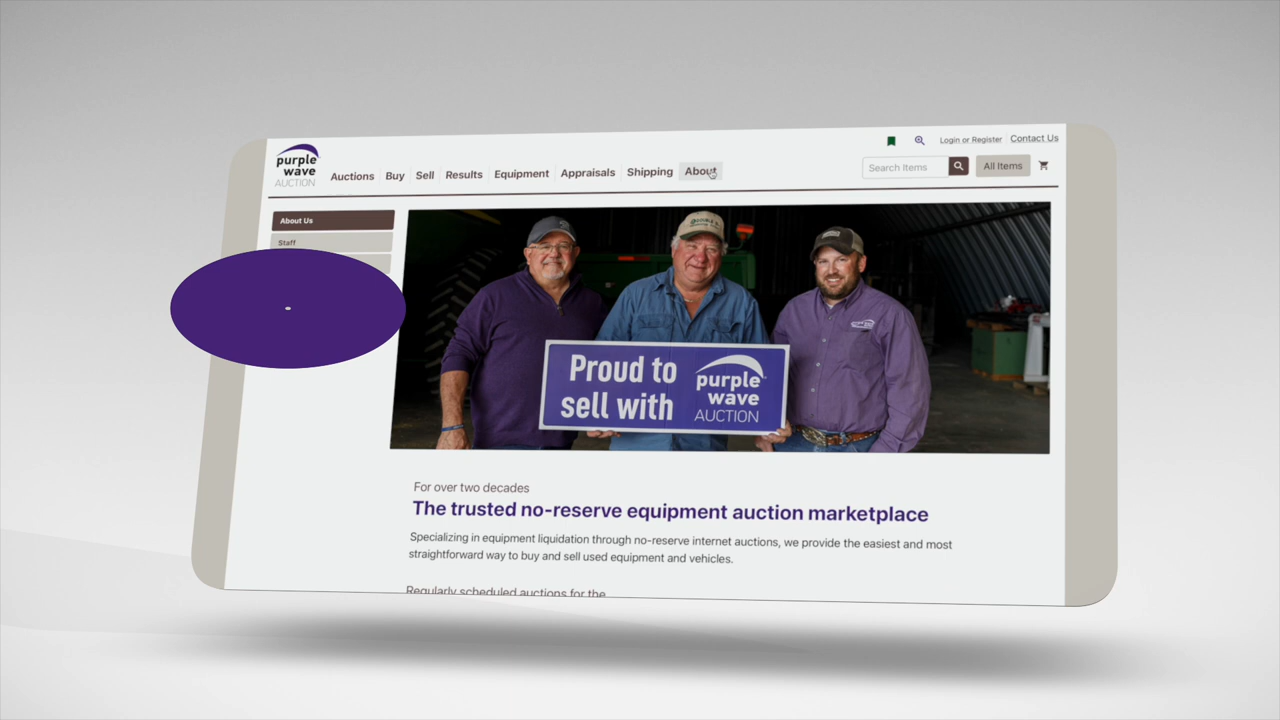 purple
wave
AUCTION
Auctions
Buy
Sell
Results
Equipment
Appraisals
Shipping
About
Login or Register
Contact Us
Search Items
All Items
About Us
Staff
Proud to
sell with
purple
wave
AUCTION
For over two decades
The trusted no-reserve equipment auction marketplace
Specializing in equipment liquidation through no-reserve internet auctions, we provide the easiest and most
straightforward way to buy and sell used equipment and vehicles.
Regularly scheduled auctions for the